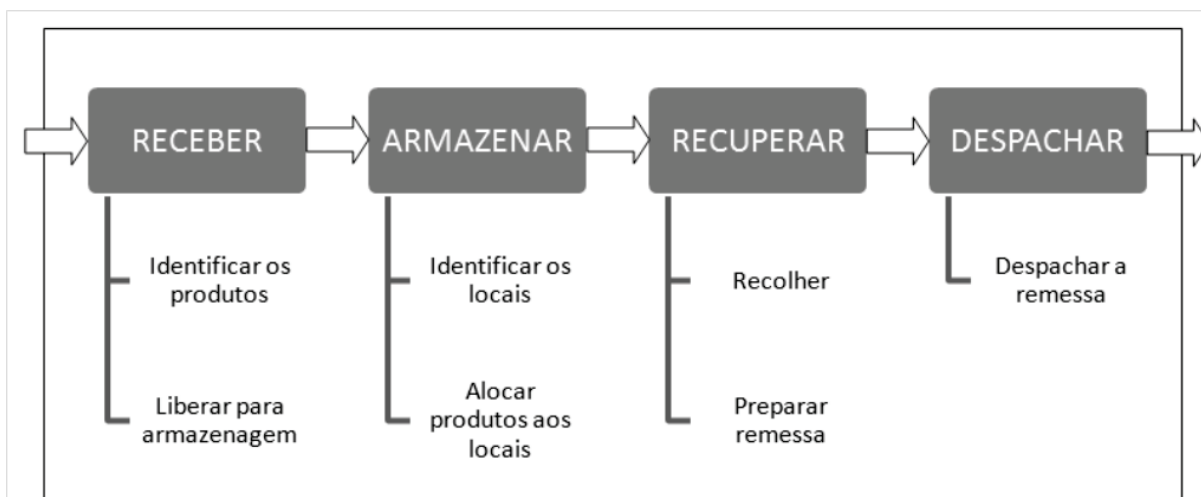 RECEBER
ARMAZENAR
RECUPERAR
DESPACHAR
Identificar os
produtos
Liberar para
armazenagem
Identificar os
locais
Alocar
produtos aos
locais
Recolher
Preparar
remessa
Despachar a
remessa